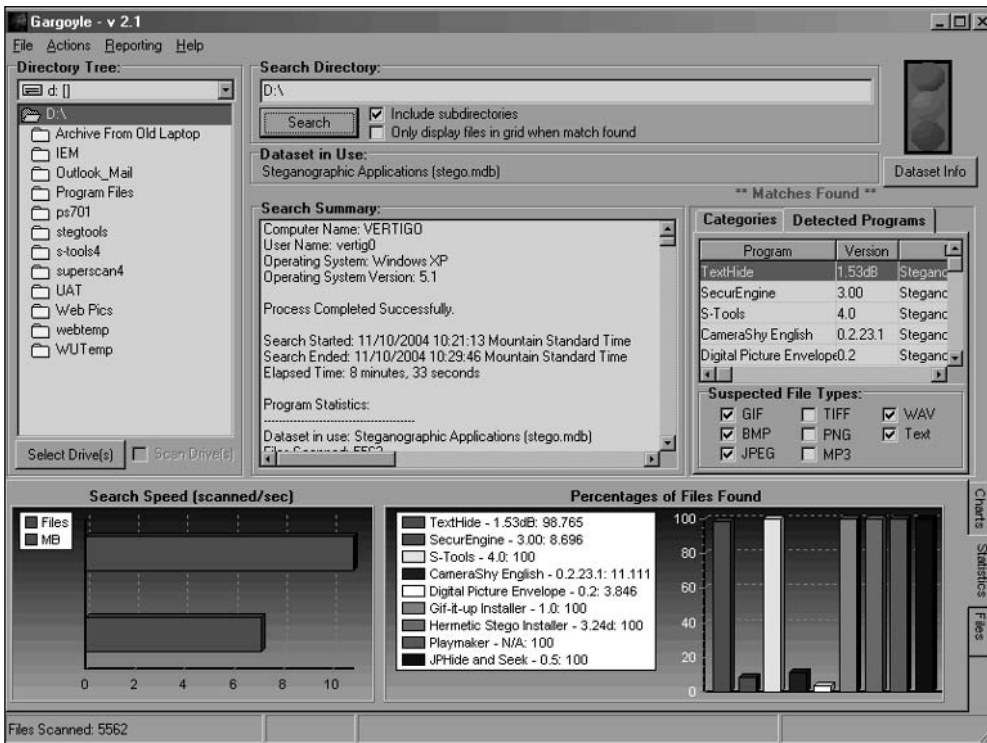 Gargoyle - v 2.1
File Actions Reporting Help
Directory Tree:
d: []
D:\
Archive From Old Laptop
IEM
Outlook_Mail
Program Files
ps701
stegtools
s-tools4
superscan4
UAT
Web Pics
webtemp
WUTemp
Select Drive(s)
Scan Drive(s)
Search Directory:
D:\
Search
Include subdirectories
Only display files in grid when match found
Dataset in Use:
Steganographic Applications (stego.mdb)
Dataset Info
Search Summary:
Computer Name: VERTIGO
User Name: vertig0
Operating System: Windows XP
Operating System Version: 5.1
Process Completed Successfully.
Search Started: 11/10/2004 10:21:13 Mountain Standard Time
Search Ended: 11/10/2004 10:29:46 Mountain Standard Time
Elapsed Time: 8 minutes, 33 seconds
Program Statistics:
Dataset in use: Steganographic Applications (stego.mdb)
Files Scanned: 5562
** Matches Found **
Categories Detected Programs
Program Version
TextHide 1.53dB Steganc
SecurEngine 3.00 Steganc
S-Tools 4.0 Steganc
CameraShy English 0.2.23.1 Steganc
Digital Picture Envelope 0.2 Steganc
Suspected File Types:
GIF TIFF WAV
BMP PNG Text
JPEG MP3
Search Speed (scanned/sec)
Files
MB
0 2 4 6 8 10
Percentages of Files Found
TextHide - 1.53dB: 98.765
SecurEngine - 3.00: 8.696
S-Tools - 4.0: 100
CameraShy English - 0.2.23.1: 11.111
Digital Picture Envelope - 0.2: 3.846
Gif-it-up Installer - 1.0: 100
Hermetic Stego Installer - 3.24d: 100
Playmaker - N/A: 100
JPHide and Seek - 0.5: 100
100
80
60
40
20
0
Charts
Statistics
Files
Files Scanned: 5562